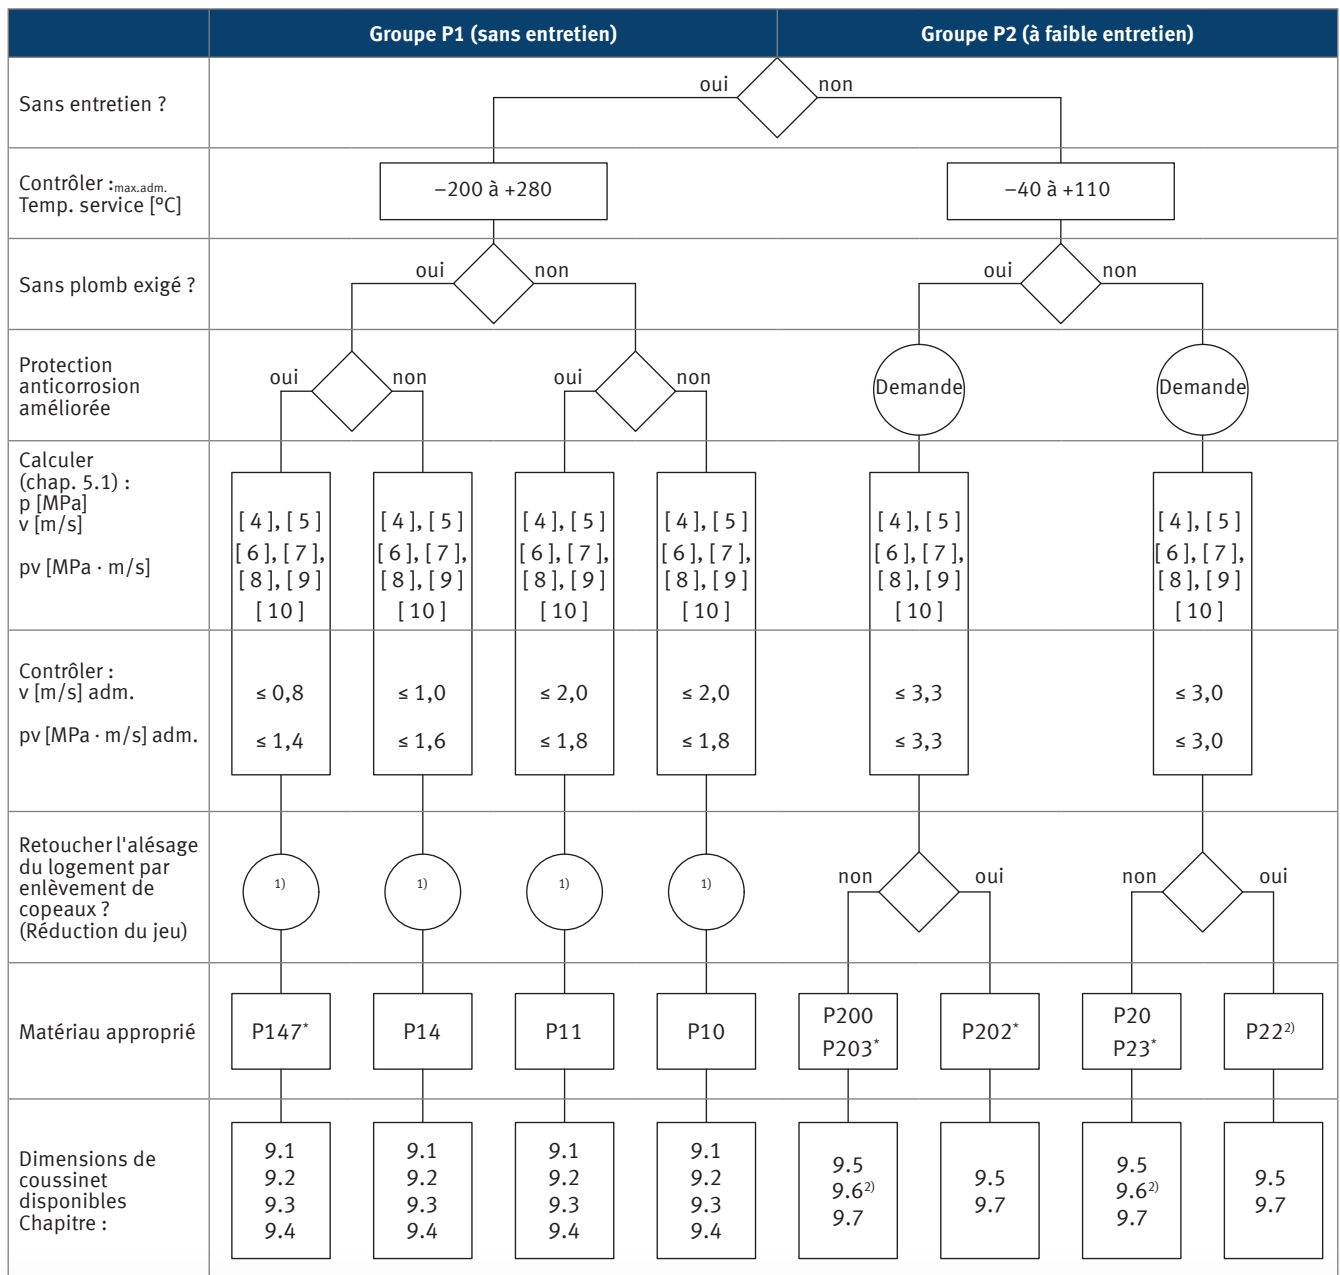 Groupe P1 (sans entretien)
Groupe P2 (à faible entretien)
Sans entretien ?
oui
non
Contrôler :max.adm.
Temp. service [°C]
–200 à +280
–40 à +110
Sans plomb exigé ?
oui
non
oui
non
Protection
anticorrosion
améliorée
oui
non
oui
non
Demande
Demande
Calculer
(chap. 5.1) :
p [MPa]
v [m/s]
pv [MPa · m/s]
[ 4 ], [ 5 ]
[ 6 ], [ 7 ],
[ 8 ], [ 9 ]
[ 10 ]
[ 4 ], [ 5 ]
[ 6 ], [ 7 ],
[ 8 ], [ 9 ]
[ 10 ]
[ 4 ], [ 5 ]
[ 6 ], [ 7 ],
[ 8 ], [ 9 ]
[ 10 ]
[ 4 ], [ 5 ]
[ 6 ], [ 7 ],
[ 8 ], [ 9 ]
[ 10 ]
[ 4 ], [ 5 ]
[ 6 ], [ 7 ],
[ 8 ], [ 9 ]
[ 10 ]
[ 4 ], [ 5 ]
[ 6 ], [ 7 ],
[ 8 ], [ 9 ]
[ 10 ]
Contrôler :
v [m/s] adm.
pv [MPa · m/s] adm.
≤ 0,8
≤ 1,4
≤ 1,0
≤ 1,6
≤ 2,0
≤ 1,8
≤ 2,0
≤ 1,8
≤ 3,3
≤ 3,3
≤ 3,0
≤ 3,0
Retoucher l'alésage
du logement par
enlèvement de
copeaux ?
(Réduction du jeu)
1)
1)
1)
1)
non
oui
non
oui
Matériau approprié
P147*
P14
P11
P10
P200
P203*
P202*
P20
P23*
P22²⁾
Dimensions de
coussinet
disponibles
Chapitre :
9.1
9.2
9.3
9.4
9.1
9.2
9.3
9.4
9.1
9.2
9.3
9.4
9.1
9.2
9.3
9.4
9.5
9.6²⁾
9.7
9.5
9.7
9.5
9.6²⁾
9.7
9.5
9.7